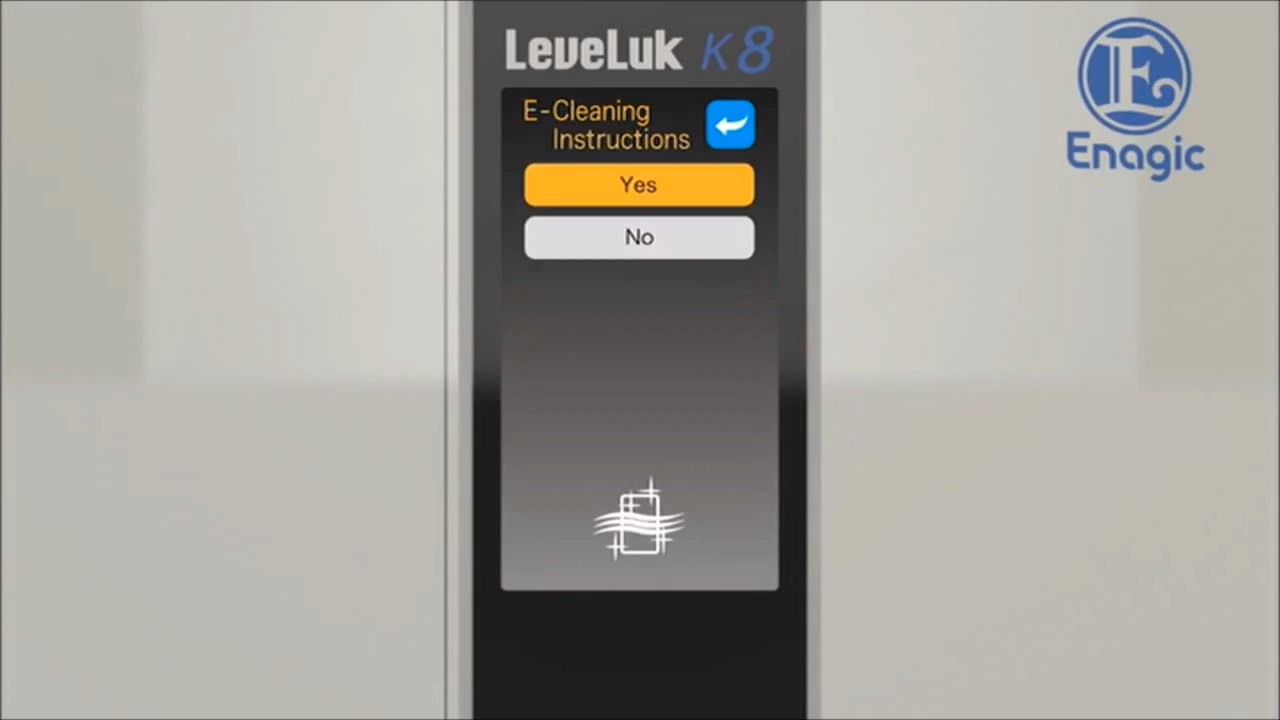 LeveLuk K8
E-Cleaning
Instructions
Yes
No
E
Enagic